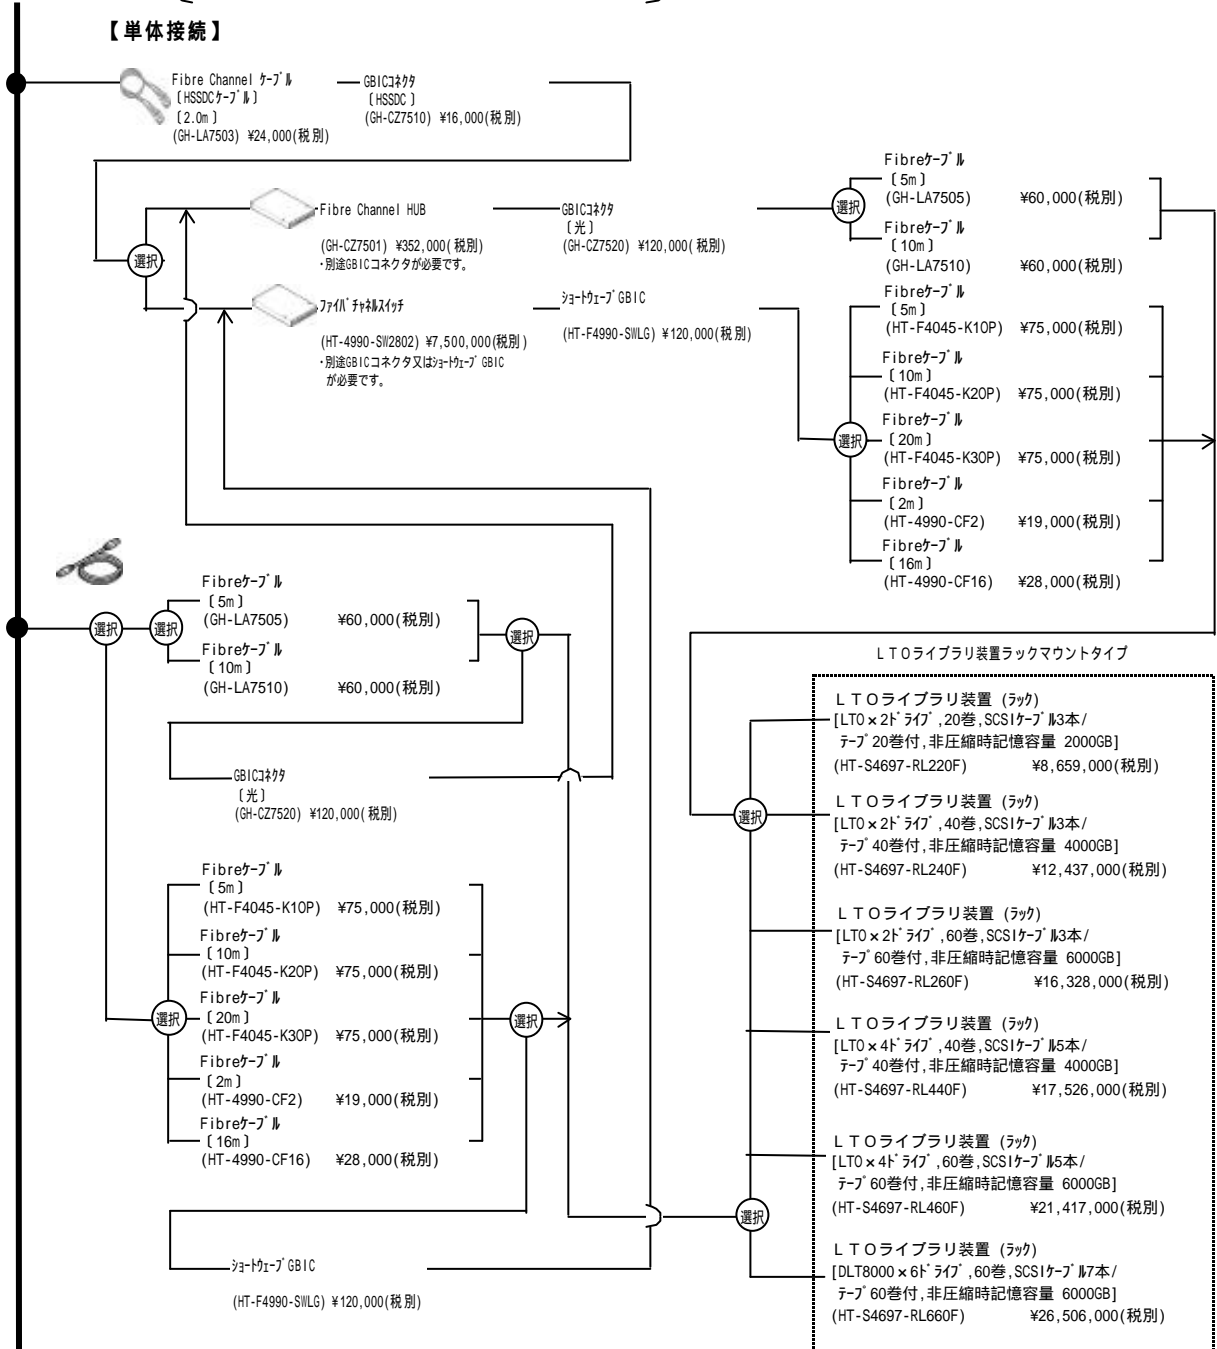 【単体接続】
Fibre Channel ｹｰﾌﾞﾙ
〔HSSDCｹｰﾌﾞﾙ〕
〔2.0m〕
(GH-LA7503) ¥24,000(税別)
GBICｺﾈｸﾀ
〔HSSDC〕
(GH-CZ7510) ¥16,000(税別)
選択
Fibre Channel HUB
(GH-CZ7501) ¥352,000(税別)
・別途GBICコネクタが必要です。
GBICｺﾈｸﾀ
〔光〕
(GH-CZ7520) ¥120,000(税別)
選択
Fibreｹｰﾌﾞﾙ
〔5m〕
(GH-LA7505) ¥60,000(税別)
Fibreｹｰﾌﾞﾙ
〔10m〕
(GH-LA7510) ¥60,000(税別)
ﾌｧｲﾊﾞﾁｬﾈﾙｽｲｯﾁ
(HT-4990-SW2802) ¥7,500,000(税別)
・別途GBICコネクタ又はｼｮｰﾄｳｪｰﾌﾞGBIC
が必要です。
ｼｮｰﾄｳｪｰﾌﾞGBIC
(HT-F4990-SWLG) ¥120,000(税別)
選択
Fibreｹｰﾌﾞﾙ
〔5m〕
(HT-F4045-K1OP) ¥75,000(税別)
Fibreｹｰﾌﾞﾙ
〔10m〕
(HT-F4045-K2OP) ¥75,000(税別)
Fibreｹｰﾌﾞﾙ
〔20m〕
(HT-F4045-K3OP) ¥75,000(税別)
Fibreｹｰﾌﾞﾙ
〔2m〕
(HT-4990-CF2) ¥19,000(税別)
Fibreｹｰﾌﾞﾙ
〔16m〕
(HT-4990-CF16) ¥28,000(税別)
選択
選択
Fibreｹｰﾌﾞﾙ
〔5m〕
(GH-LA7505) ¥60,000(税別)
Fibreｹｰﾌﾞﾙ
〔10m〕
(GH-LA7510) ¥60,000(税別)
選択
GBICｺﾈｸﾀ
〔光〕
(GH-CZ7520) ¥120,000(税別)
選択
Fibreｹｰﾌﾞﾙ
〔5m〕
(HT-F4045-K1OP) ¥75,000(税別)
Fibreｹｰﾌﾞﾙ
〔10m〕
(HT-F4045-K2OP) ¥75,000(税別)
Fibreｹｰﾌﾞﾙ
〔20m〕
(HT-F4045-K3OP) ¥75,000(税別)
Fibreｹｰﾌﾞﾙ
〔2m〕
(HT-4990-CF2) ¥19,000(税別)
Fibreｹｰﾌﾞﾙ
〔16m〕
(HT-4990-CF16) ¥28,000(税別)
選択
ｼｮｰﾄｳｪｰﾌﾞGBIC
(HT-F4990-SWLG) ¥120,000(税別)
ＬＴＯライブラリ装置ラックマウントタイプ
選択
選択
ＬＴＯライブラリ装置 (ﾗｯｸ)
[LTO×2ﾄﾞﾗｲﾌﾞ,20巻,SCSIｹｰﾌﾞﾙ3本/
ﾃｰﾌﾟ20巻付,非圧縮時記憶容量 2000GB]
(HT-S4697-RL220F) ¥8,659,000(税別)
ＬＴＯライブラリ装置 (ﾗｯｸ)
[LTO×2ﾄﾞﾗｲﾌﾞ,40巻,SCSIｹｰﾌﾞﾙ3本/
ﾃｰﾌﾟ40巻付,非圧縮時記憶容量 4000GB]
(HT-S4697-RL240F) ¥12,437,000(税別)
ＬＴＯライブラリ装置 (ﾗｯｸ)
[LTO×2ﾄﾞﾗｲﾌﾞ,60巻,SCSIｹｰﾌﾞﾙ3本/
ﾃｰﾌﾟ60巻付,非圧縮時記憶容量 6000GB]
(HT-S4697-RL260F) ¥16,328,000(税別)
ＬＴＯライブラリ装置 (ﾗｯｸ)
[LTO×4ﾄﾞﾗｲﾌﾞ,40巻,SCSIｹｰﾌﾞﾙ5本/
ﾃｰﾌﾟ40巻付,非圧縮時記憶容量 4000GB]
(HT-S4697-RL440F) ¥17,526,000(税別)
ＬＴＯライブラリ装置 (ﾗｯｸ)
[LTO×4ﾄﾞﾗｲﾌﾞ,60巻,SCSIｹｰﾌﾞﾙ5本/
ﾃｰﾌﾟ60巻付,非圧縮時記憶容量 6000GB]
(HT-S4697-RL460F) ¥21,417,000(税別)
ＬＴＯライブラリ装置 (ﾗｯｸ)
[DLT8000×6ﾄﾞﾗｲﾌﾞ,60巻,SCSIｹｰﾌﾞﾙ7本/
ﾃｰﾌﾟ60巻付,非圧縮時記憶容量 6000GB]
(HT-S4697-RL660F) ¥26,506,000(税別)